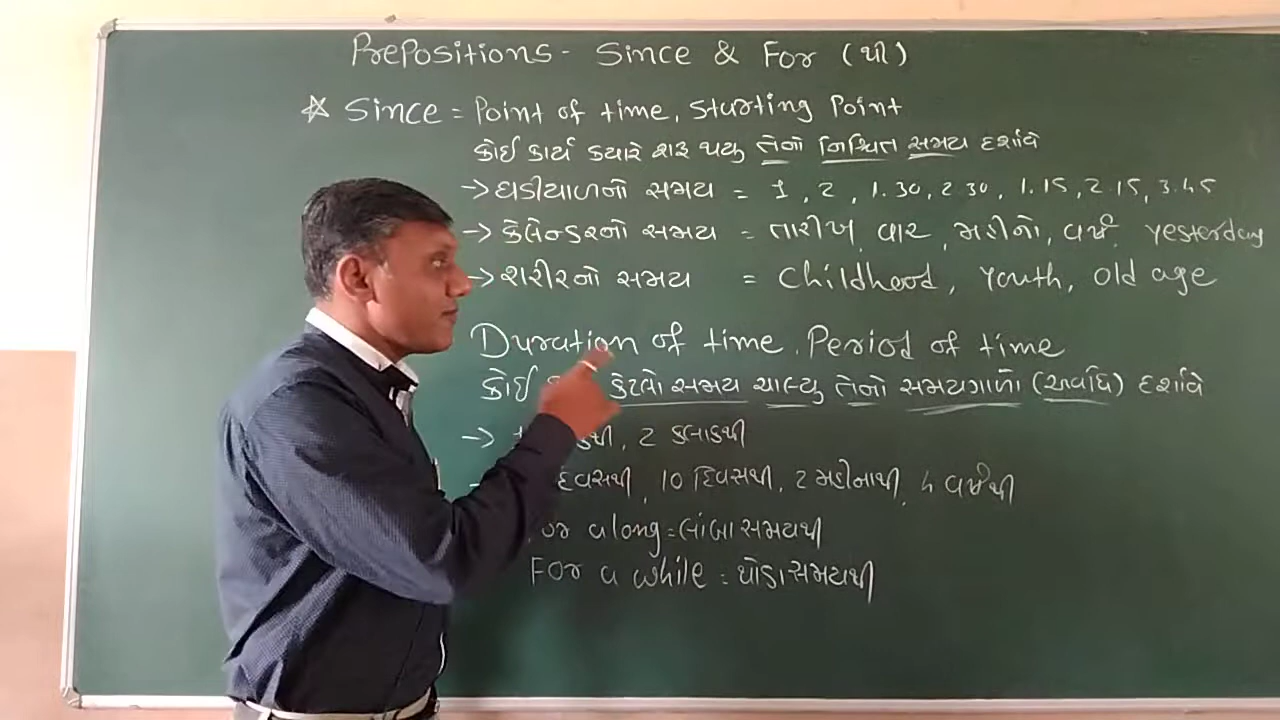 Prepositions - Since & For (થી)
☆ Since = Point of time, Starting Point
કોઈ કાર્ય ક્યારે શરૂ થયુ તેનો નિશ્ચિત સમય દર્શાવે
→ ઘડીયાળનો સમય = 1, 2, 1.30, 2.30, 1.15, 2.15, 3.45
→ કેલેન્ડરનો સમય = તારીખ, વાર, મહીનો, વર્ષ, yesterday
→ શરીરનો સમય = Childhood, Youth, Old age
Duration of time, Period of time
કોઈ કેટલો સમય ચાલ્યુ તેનો સમયગાળો (અવધિ) દર્શાવે
→ 2 કલાકથી
દિવસથી, 10 દિવસથી, 2 મહીનાથી, 4 વર્ષથી
a long = લાંબા સમયથી
For a while = થોડા સમયથી